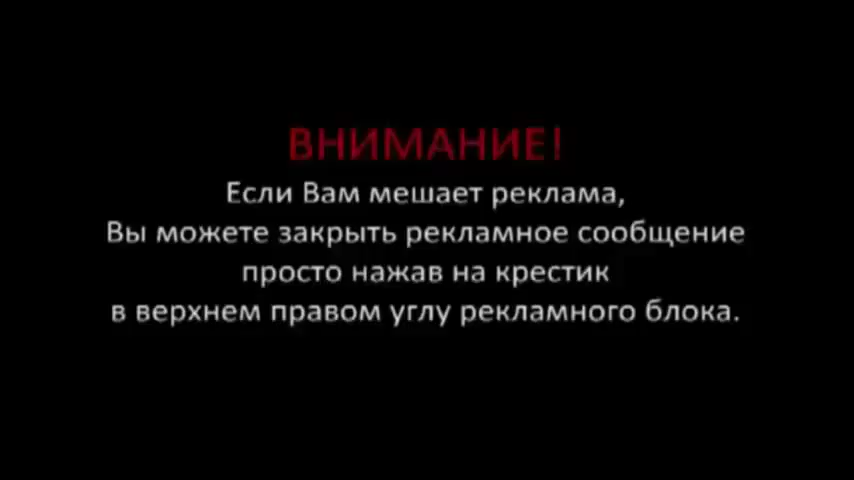 ВНИМАНИЕ!
Если Вам мешает реклама,
Вы можете закрыть рекламное сообщение
просто нажав на крестик
в верхнем правом углу рекламного блока.